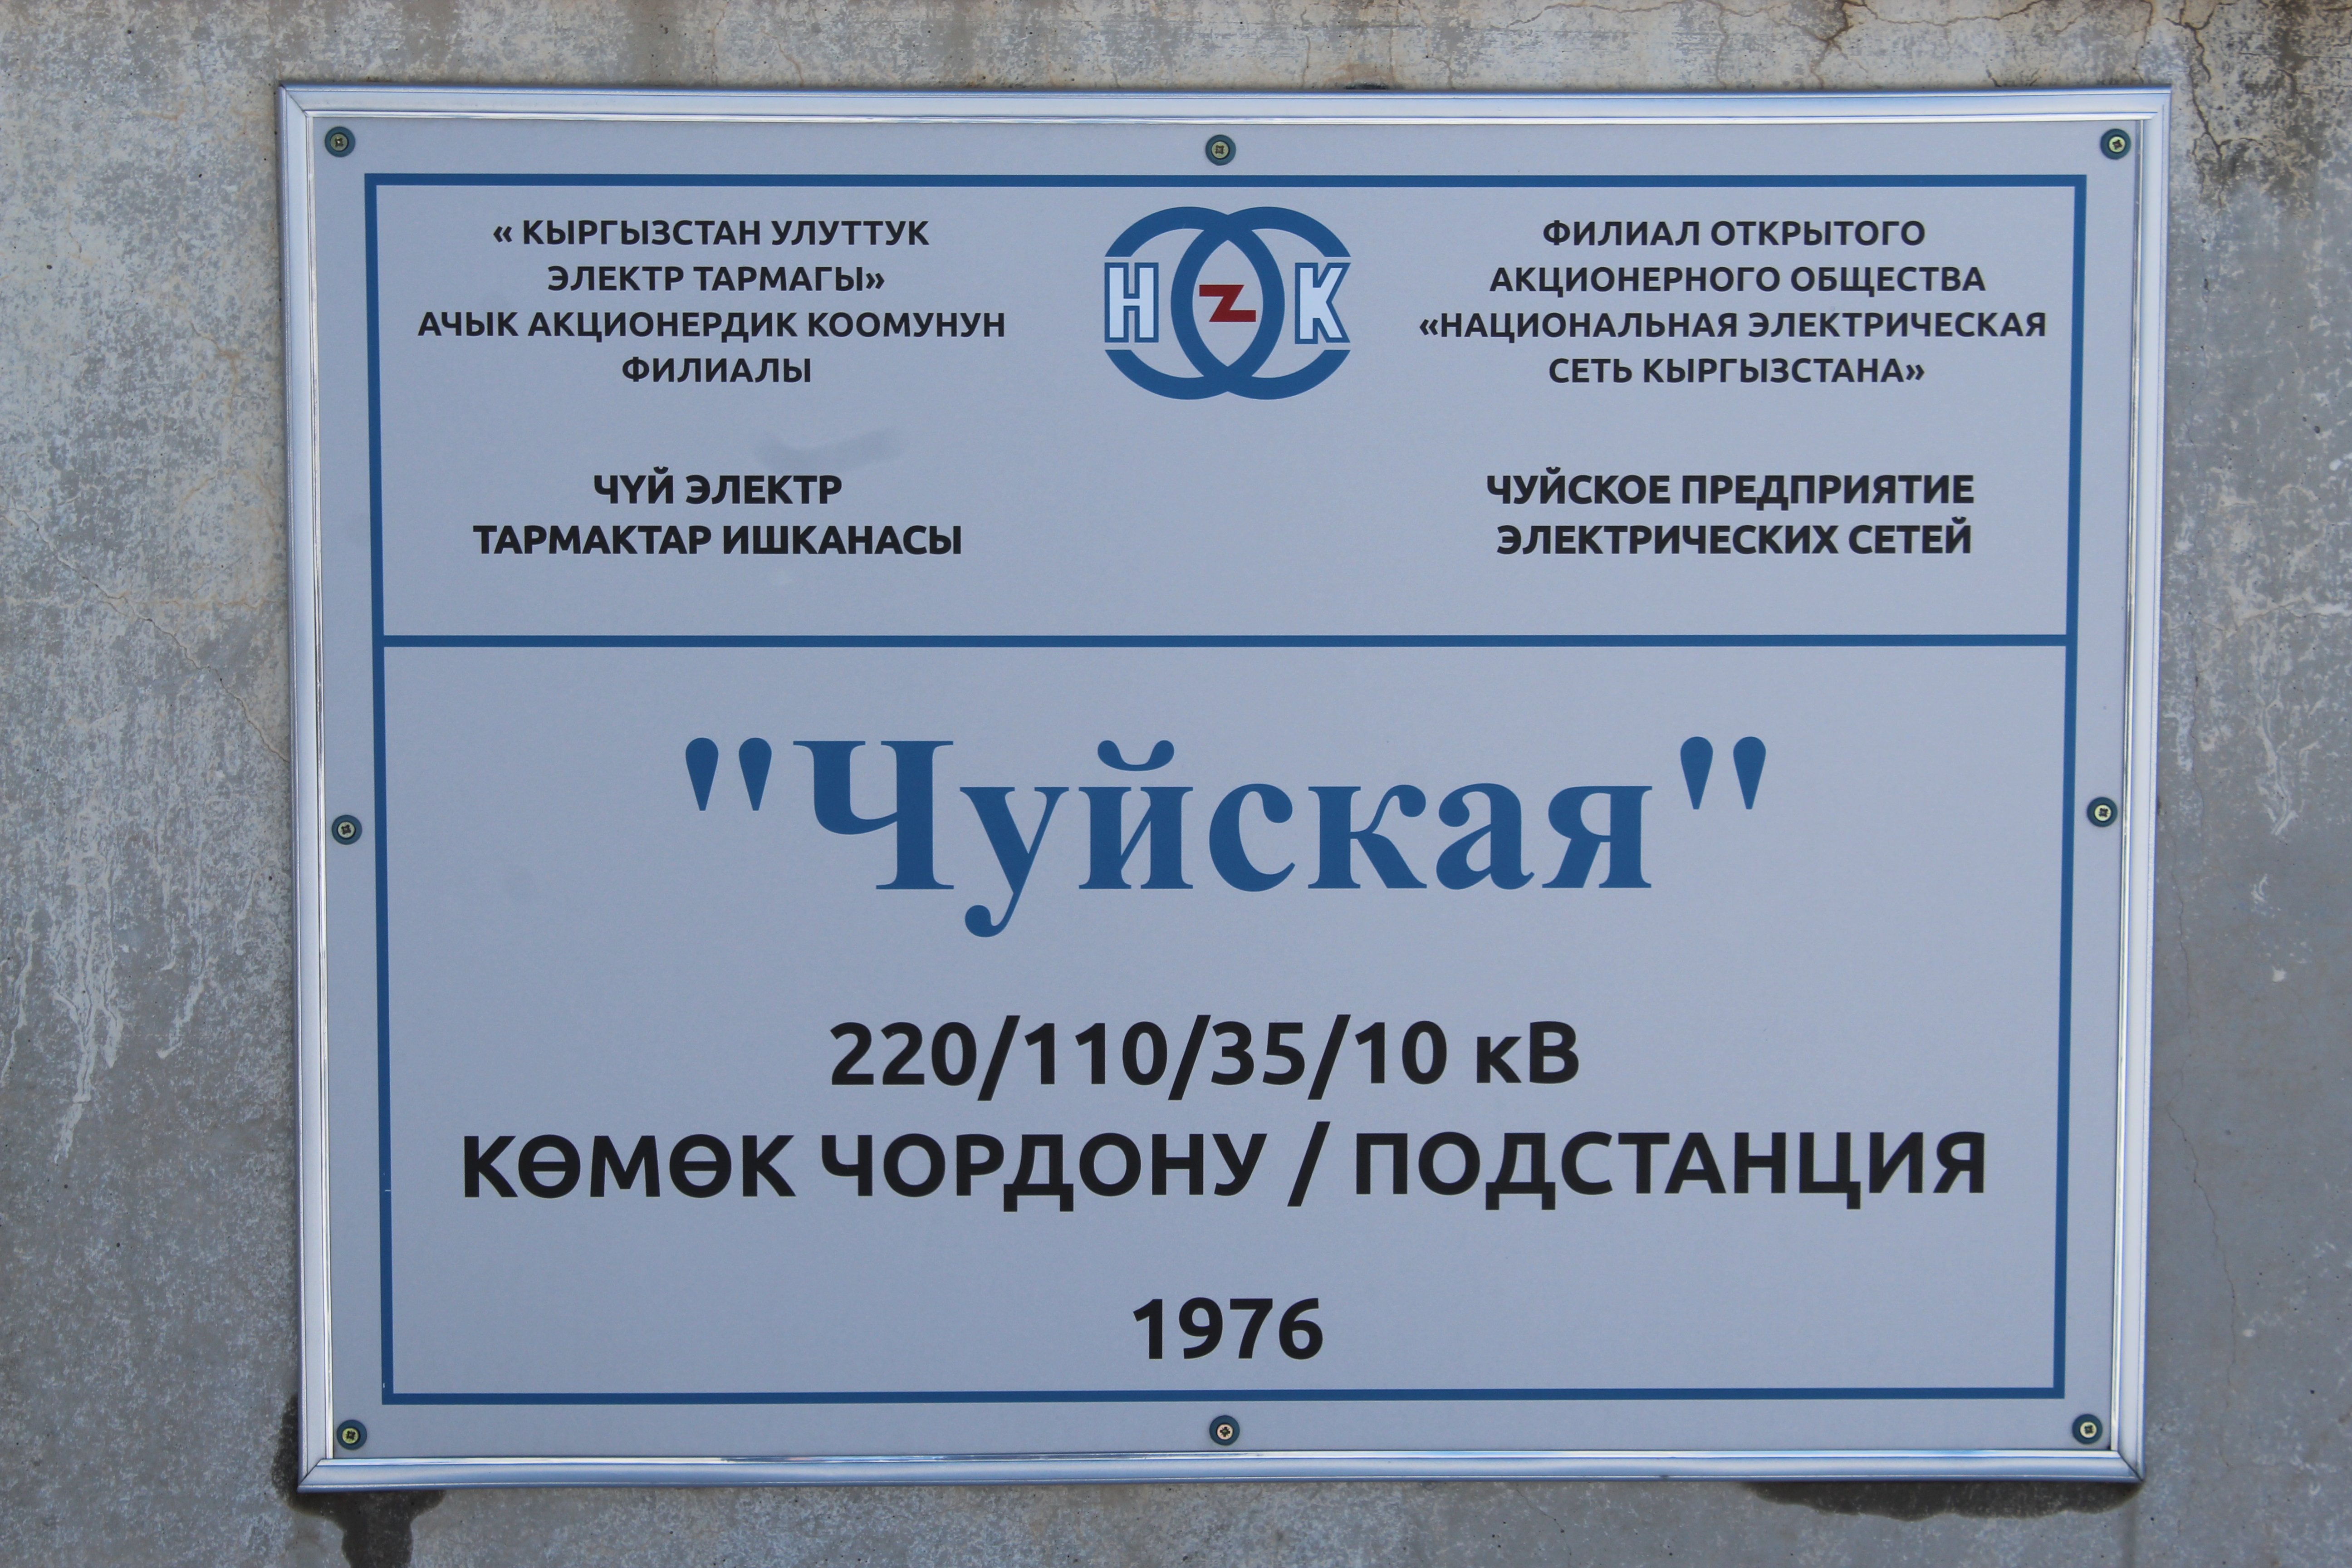 « КЫРГЫЗСТАН УЛУТТУК
ЭЛЕКТР ТАРМАГЫ»
АЧЫК АКЦИОНЕРДИК КООМУНУН
ФИЛИАЛЫ
ЧҮЙ ЭЛЕКТР
ТАРМАКТАР ИШКАНАСЫ
Н Z К
ФИЛИАЛ ОТКРЫТОГО
АКЦИОНЕРНОГО ОБЩЕСТВА
«НАЦИОНАЛЬНАЯ ЭЛЕКТРИЧЕСКАЯ
СЕТЬ КЫРГЫЗСТАНА»
ЧУЙСКОЕ ПРЕДПРИЯТИЕ
ЭЛЕКТРИЧЕСКИХ СЕТЕЙ
"Чуйская"
220/110/35/10 кВ
КӨМӨК ЧОРДОНУ / ПОДСТАНЦИЯ
1976